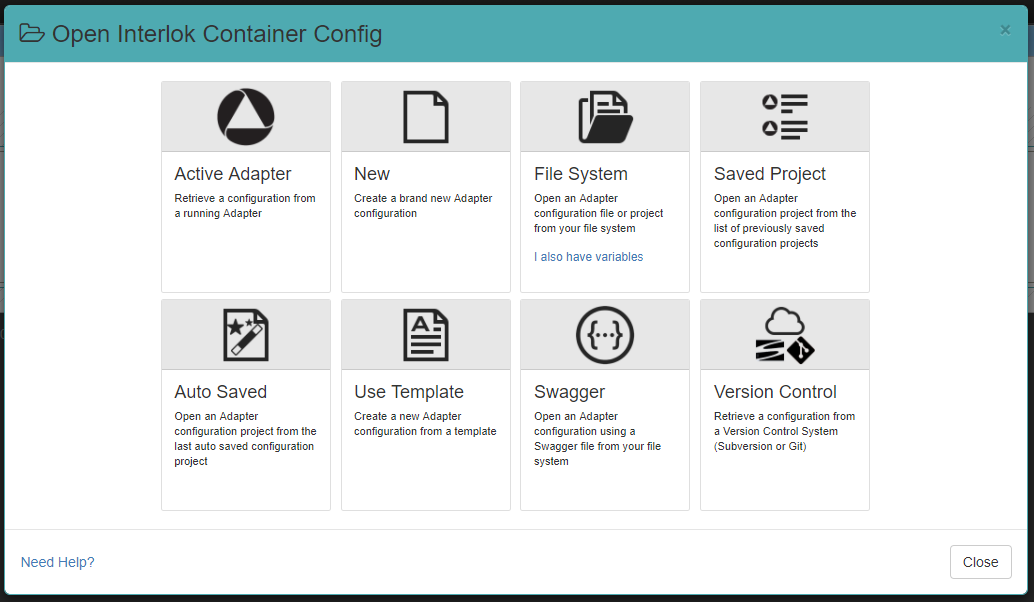 Open Interlok Container Config
×
Active Adapter
Retrieve a configuration from
a running Adapter
New
Create a brand new Adapter
configuration
File System
Open an Adapter
configuration file or project
from your file system
I also have variables
Saved Project
Open an Adapter
configuration project from the
list of previously saved
configuration projects
Auto Saved
Open an Adapter
configuration project from the
last auto saved configuration
project
Use Template
Create a new Adapter
configuration from a template
Swagger
Open an Adapter
configuration using a
Swagger file from your file
system
Version Control
Retrieve a configuration from
a Version Control System
(Subversion or Git)
Need Help?
Close